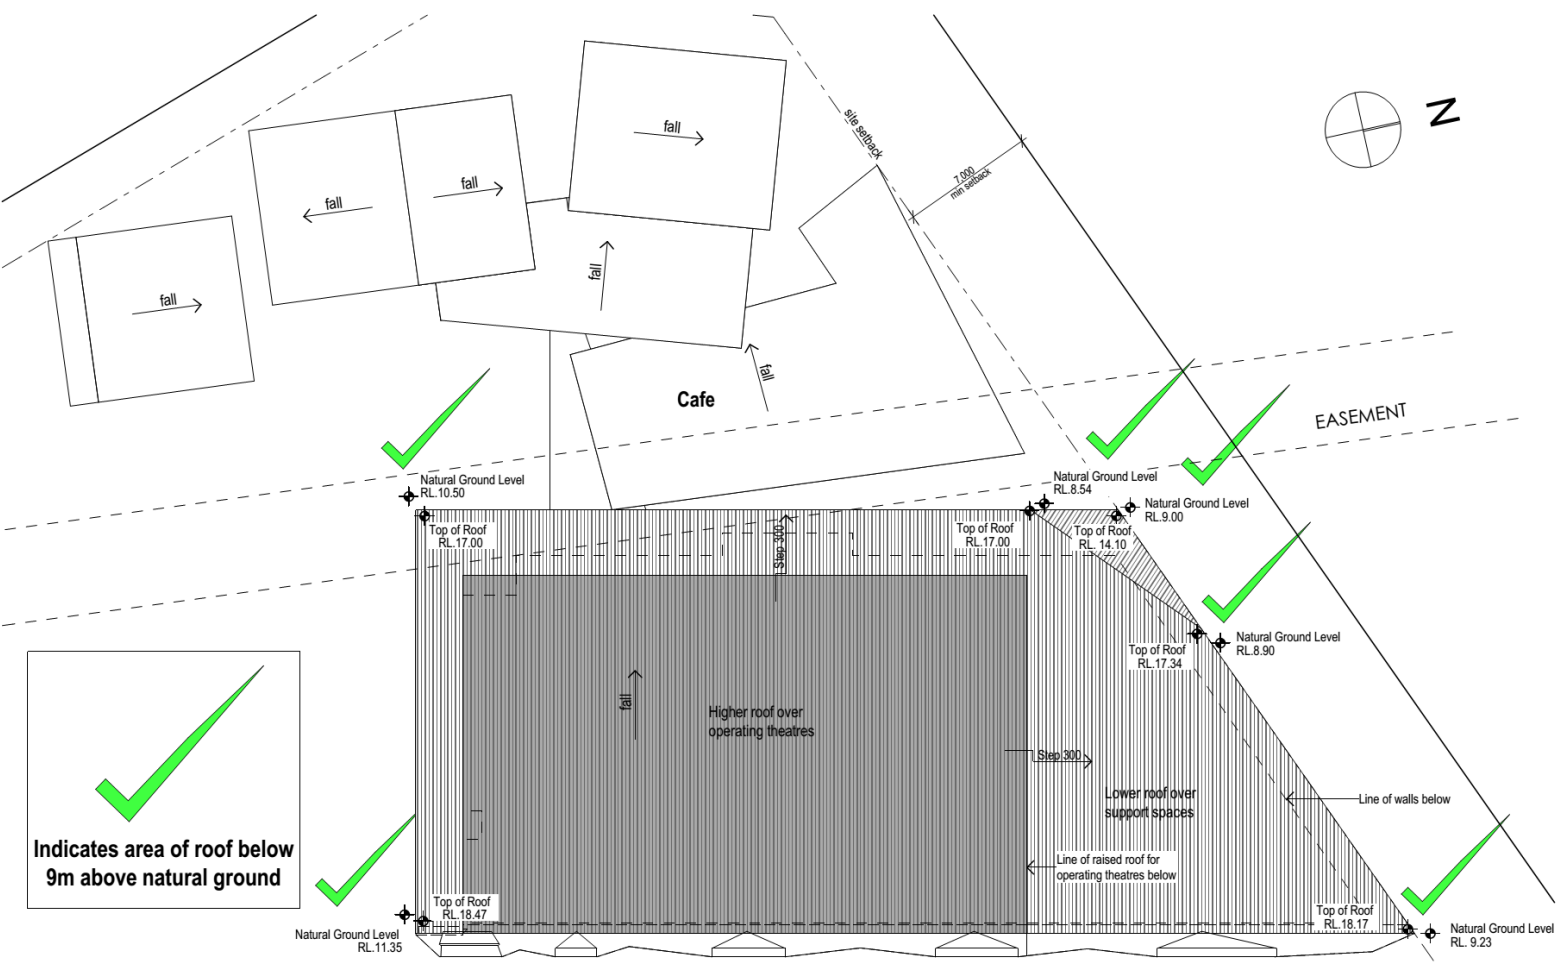 N
site setback
7,000
min setback
fall
fall
fall
fall
fall
fall
Cafe
EASEMENT
Natural Ground Level
RL.10.50
Top of Roof
RL.17.00
Natural Ground Level
RL.8.54
Top of Roof
RL.17.00
Natural Ground Level
RL.9.00
Top of Roof
RL. 14.10
Step 300
Natural Ground Level
RL.8.90
Top of Roof
RL.17.34
fall
Higher roof over
operating theatres
Step 300
Lower roof over
support spaces
Line of walls below
Line of raised roof for
operating theatres below
Indicates area of roof below
9m above natural ground
Top of Roof
RL.18.47
Natural Ground Level
RL.11.35
Top of Roof
RL.18.17
Natural Ground Level
RL. 9.23